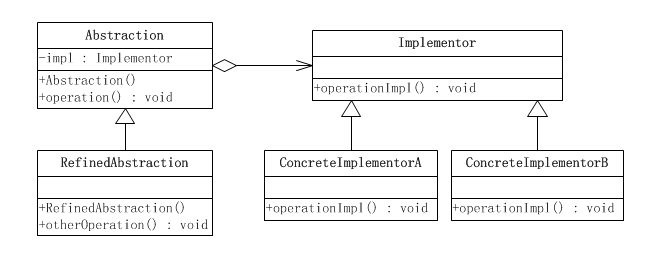 Abstraction
-impl : Implementor
+Abstraction()
+operation() : void
Implementor
+operationImpl() : void
RefinedAbstraction
+RefinedAbstraction()
+otherOperation() : void
ConcreteImplementorA
+operationImpl() : void
ConcreteImplementorB
+operationImpl() : void